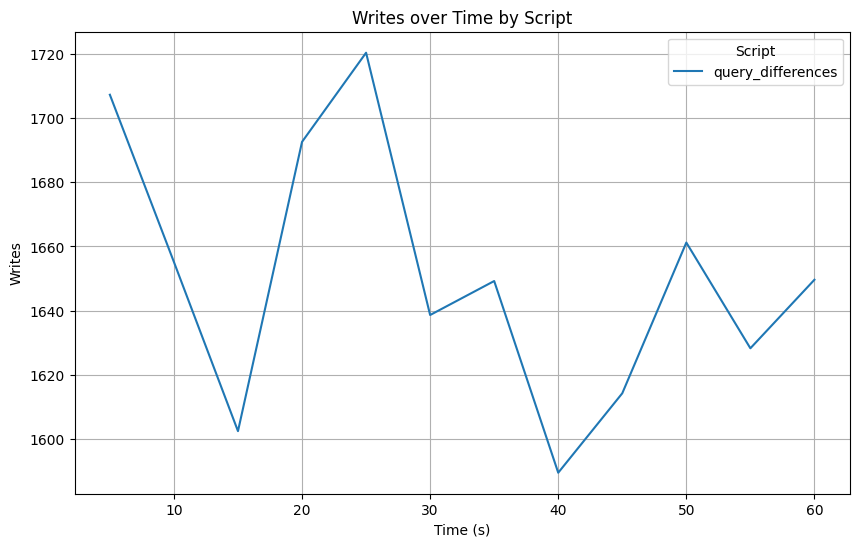 Writes over Time by Script
Script
query_differences
Writes
1720
1700
1680
1660
1640
1620
1600
10 20 30 40 50 60
Time (s)